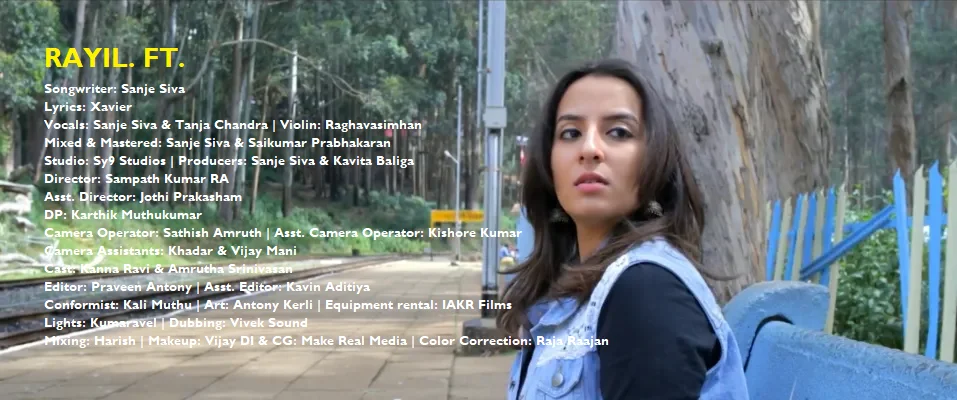 RAYIL. FT.
Songwriter: Sanje Siva
Lyrics: Xavier
Vocals: Sanje Siva & Tanja Chandra | Violin: Raghavasimhan
Mixed & Mastered: Sanje Siva & Saikumar Prabhakaran
Studio: Sy9 Studios | Producers: Sanje Siva & Kavita Baliga
Director: Sampath Kumar RA
Asst. Director: Jothi Prakasham
DP: Karthik Muthukumar
Camera Operator: Sathish Amruth | Asst. Camera Operator: Kishore Kumar
Camera Assistants: Khadar & Vijay Mani
Cast: Kanna Ravi & Amrutha Srinivasan
Editor: Praveen Antony | Asst. Editor: Kavin Aditiya
Conformist: Kali Muthu | Art: Antony Kerli | Equipment rental: IAKR Films
Lights: Kumaravel | Dubbing: Vivek Sound
Mixing: Harish | Makeup: Vijay DI & CG: Make Real Media | Color Correction: Raja Raajan